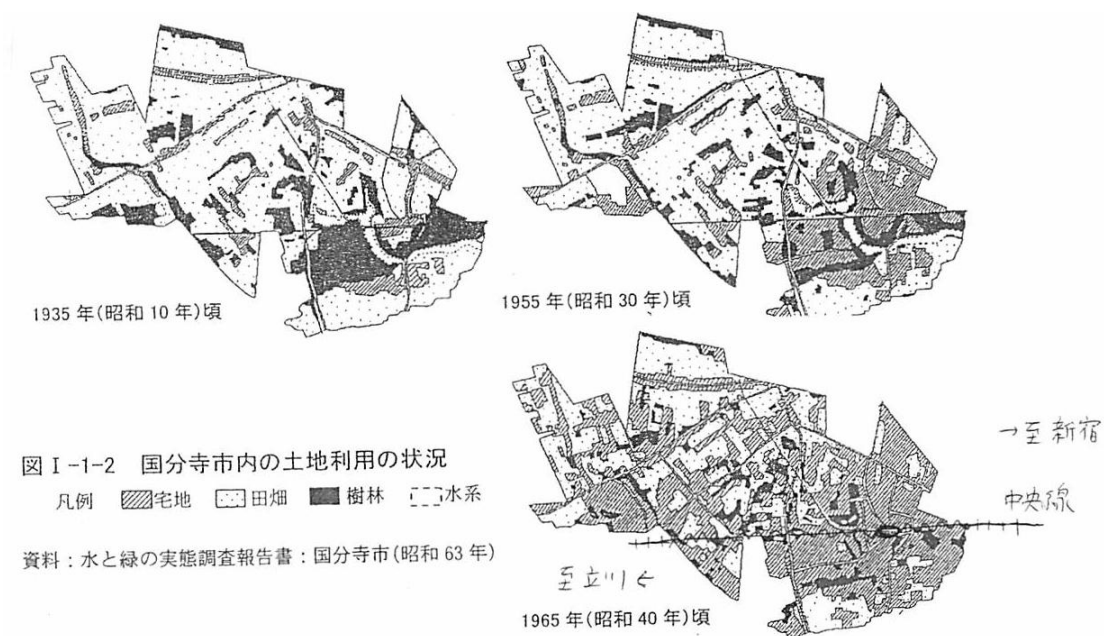 1935年(昭和10年)頃
1955年(昭和30年)頃
図Ⅰ-1-2 国分寺市内の土地利用の状況
凡例 宅地 田畑 樹林 水系
資料：水と緑の実態調査報告書：国分寺市(昭和63年)
→至新宿
中央線
至立川←
1965年(昭和40年)頃